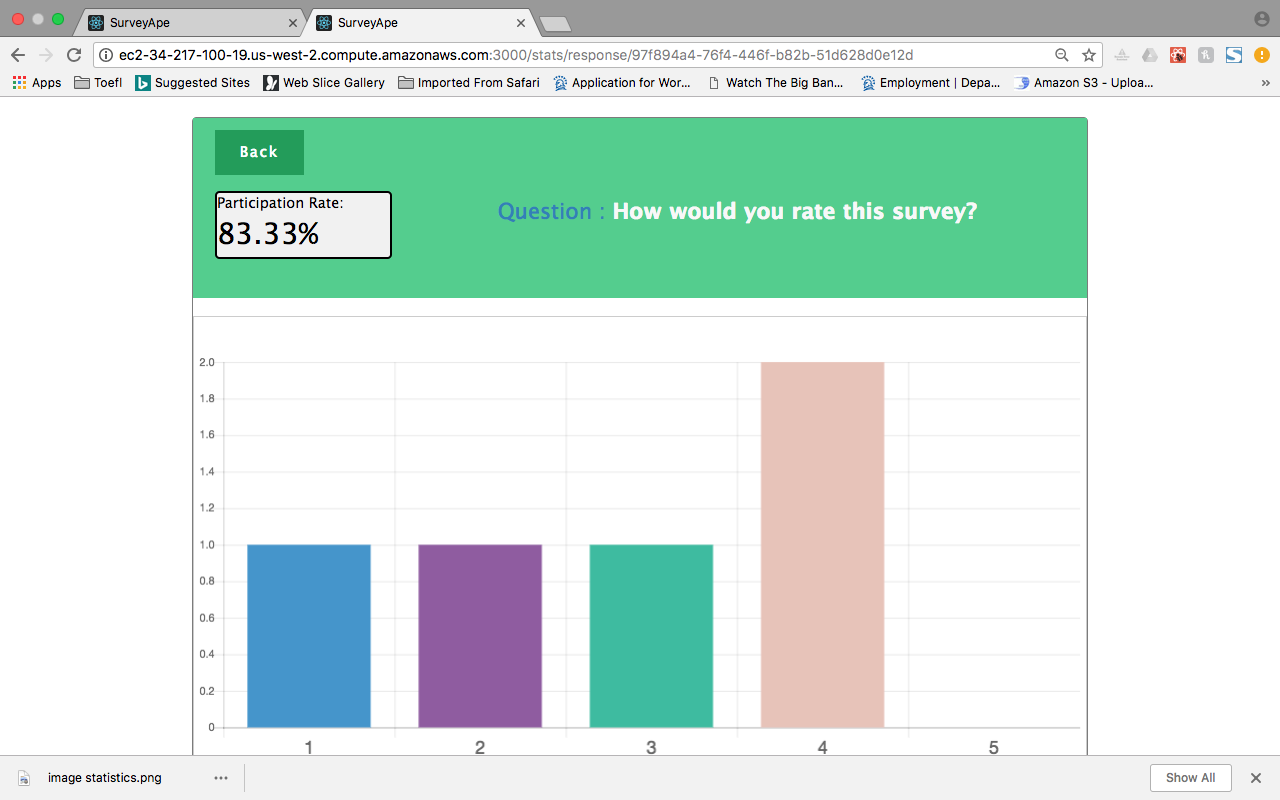 SurveyApe
SurveyApe
ec2-34-217-100-19.us-west-2.compute.amazonaws.com:3000/stats/response/97f894a4-76f4-446f-b82b-51d628d0e12d
Apps Toefl Suggested Sites Web Slice Gallery Imported From Safari Application for Wor... Watch The Big Ban... Employment | Depa... Amazon S3 - Uploa... »
Back
Participation Rate:
83.33%
Question : How would you rate this survey?
2.0
1.8
1.6
1.4
1.2
1.0
0.8
0.6
0.4
0.2
0
1 2 3 4 5
image statistics.png
Show All